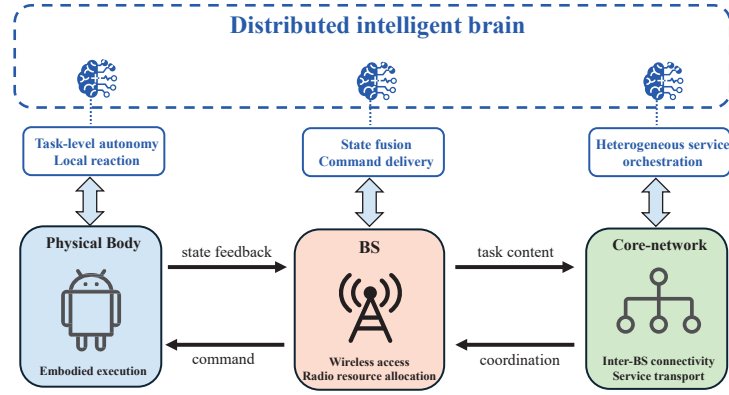 Distributed intelligent brain
Task-level autonomy
Local reaction
State fusion
Command delivery
Heterogeneous service
orchestration
Physical Body
Embodied execution
state feedback
command
BS
Wireless access
Radio resource allocation
task content
coordination
Core-network
Inter-BS connectivity
Service transport